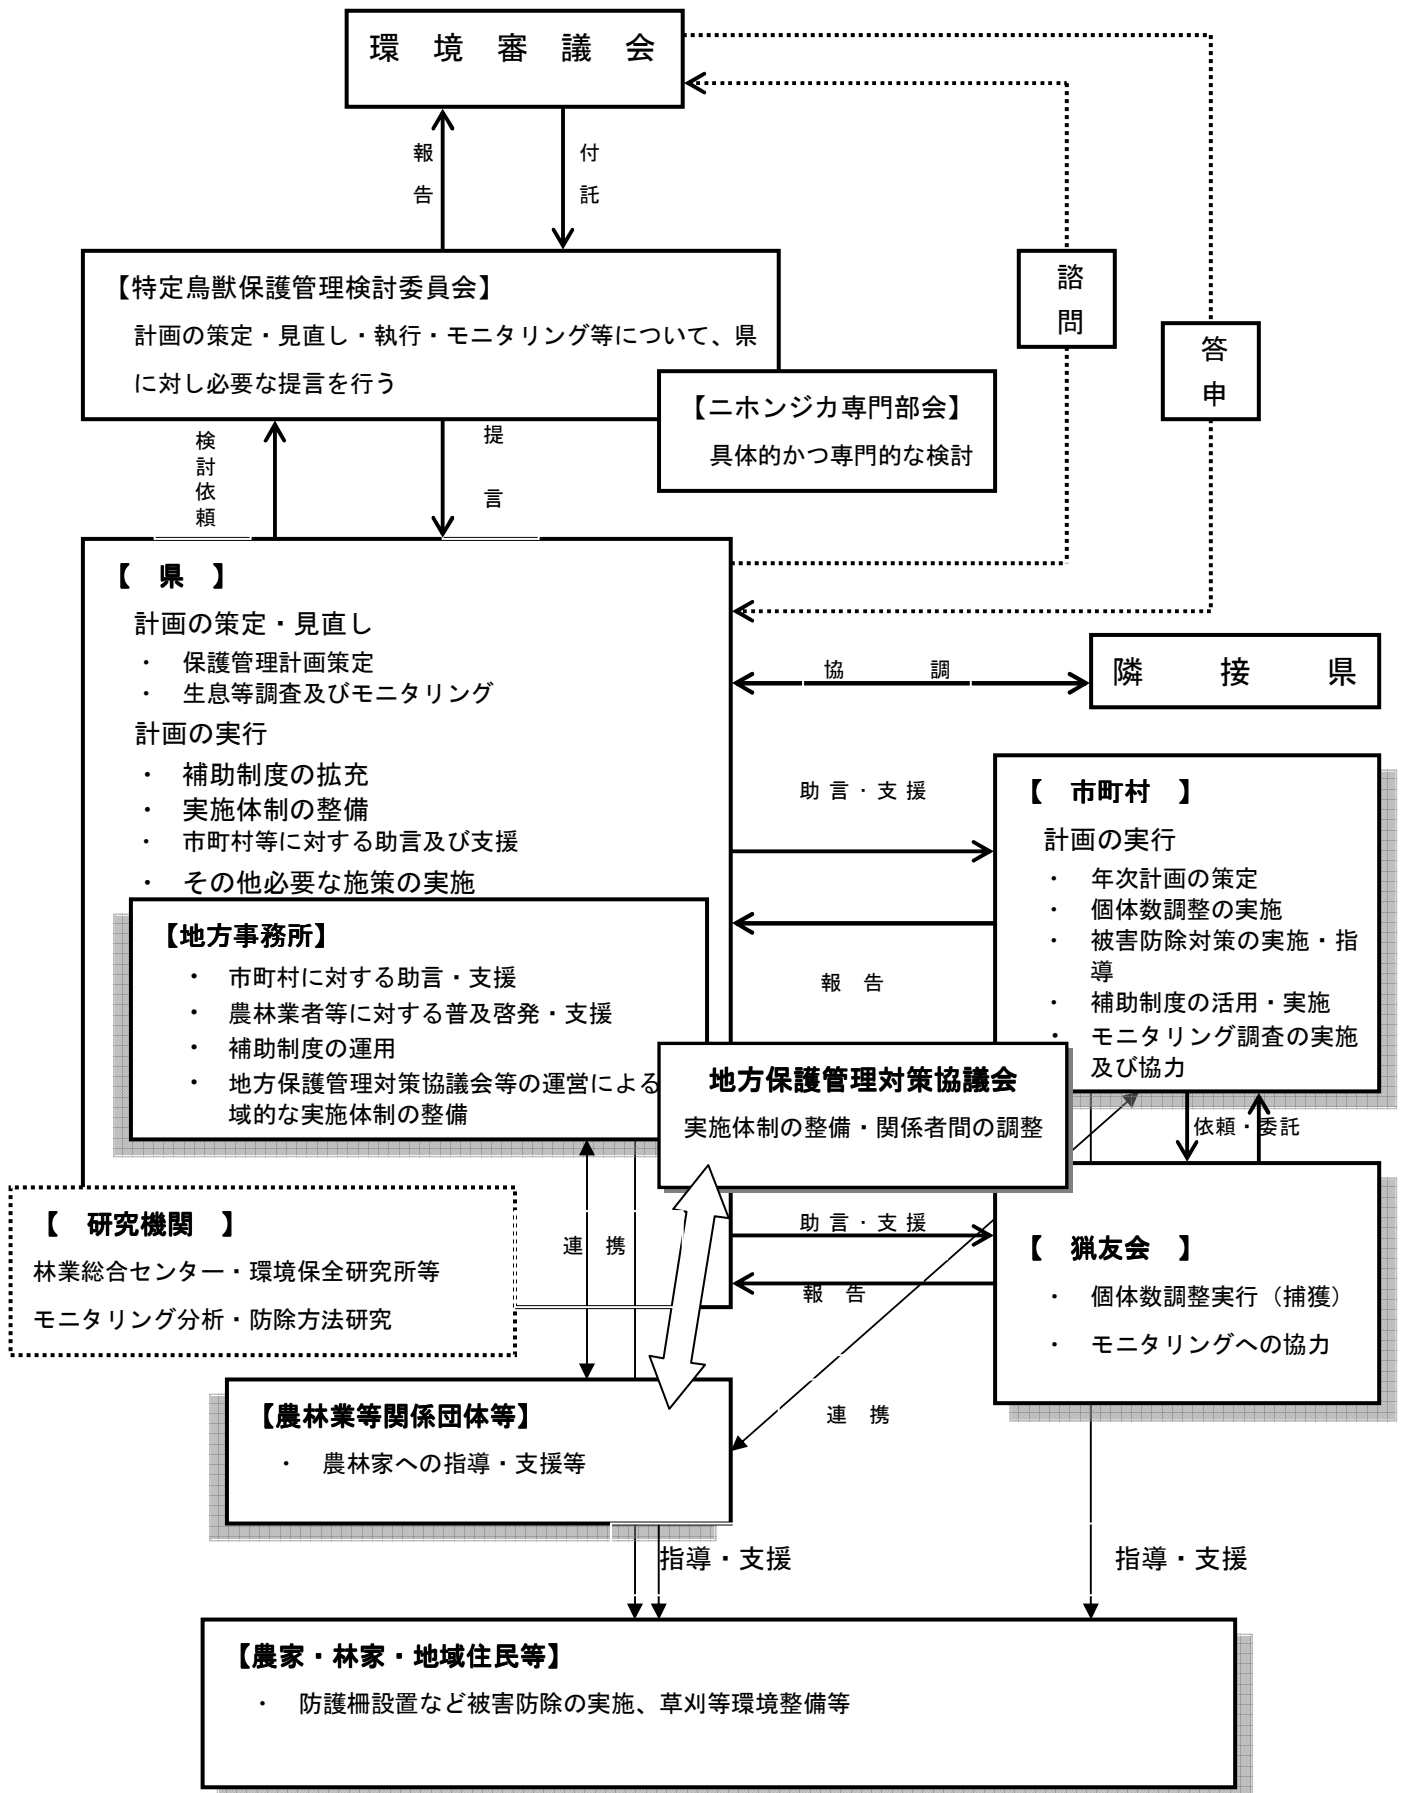 環　境　審　議　会
報告
付託
【特定鳥獣保護管理検討委員会】
計画の策定・見直し・執行・モニタリング等について、県
に対し必要な提言を行う
諮問
答申
【ニホンジカ専門部会】
具体的かつ専門的な検討
検討依頼
提言
【　県　】
計画の策定・見直し
・　保護管理計画策定
・　生息等調査及びモニタリング
計画の実行
・　補助制度の拡充
・　実施体制の整備
・　市町村等に対する助言及び支援
・　その他必要な施策の実施
協　調
隣　接　県
助言・支援
報　告
【　市町村　】
計画の実行
・　年次計画の策定
・　個体数調整の実施
・　被害防除対策の実施・指
導
・　補助制度の活用・実施
・　モニタリング調査の実施
及び協力
【地方事務所】
・　市町村に対する助言・支援
・　農林業者等に対する普及啓発・支援
・　補助制度の運用
・　地方保護管理対策協議会等の運営による
域的な実施体制の整備
地方保護管理対策協議会
実施体制の整備・関係者間の調整
依頼・委託
【　研究機関　】
林業総合センター・環境保全研究所等
モニタリング分析・防除方法研究
連　携
助言・支援
報　告
【　猟友会　】
・　個体数調整実行（捕獲）
・　モニタリングへの協力
【農林業等関係団体等】
・　農林家への指導・支援等
連　携
指導・支援
指導・支援
【農家・林家・地域住民等】
・　防護柵設置など被害防除の実施、草刈等環境整備等